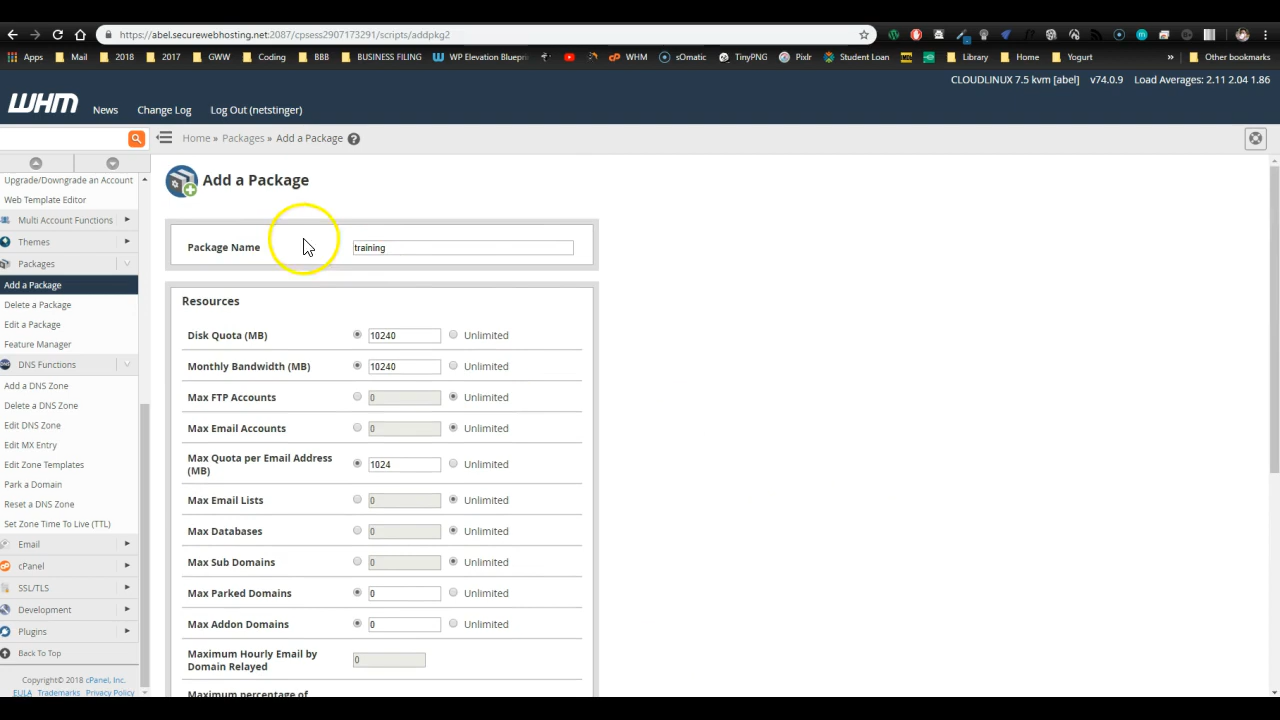 https://abel.securewebhosting.net:2087/cpsess2907173291/scripts/addpkg2
Apps Mail 2018 2017 GWW Coding BBB BUSINESS FILING WP Elevation Bluepri WHM sOmatic TinyPNG Pixlr Student Loan Library Home Yogurt » Other bookmarks
CLOUDLINUX 7.5 kvm [abel] v74.0.9 Load Averages: 2.11 2.04 1.86
WHM News Change Log Log Out (netstinger)
Home » Packages » Add a Package
Upgrade/Downgrade an Account
Web Template Editor
Multi Account Functions
Themes
Packages
Add a Package
Delete a Package
Edit a Package
Feature Manager
DNS Functions
Add a DNS Zone
Delete a DNS Zone
Edit DNS Zone
Edit MX Entry
Edit Zone Templates
Park a Domain
Reset a DNS Zone
Set Zone Time To Live (TTL)
Email
cPanel
SSL/TLS
Development
Plugins
Back To Top
Copyright© 2018 cPanel, Inc.
EULA Trademarks Privacy Policy
Add a Package
Package Name training
Resources
Disk Quota (MB) 10240 Unlimited
Monthly Bandwidth (MB) 10240 Unlimited
Max FTP Accounts 0 Unlimited
Max Email Accounts 0 Unlimited
Max Quota per Email Address
(MB) 1024 Unlimited
Max Email Lists 0 Unlimited
Max Databases 0 Unlimited
Max Sub Domains 0 Unlimited
Max Parked Domains 0 Unlimited
Max Addon Domains 0 Unlimited
Maximum Hourly Email by
Domain Relayed 0
Maximum percentage of